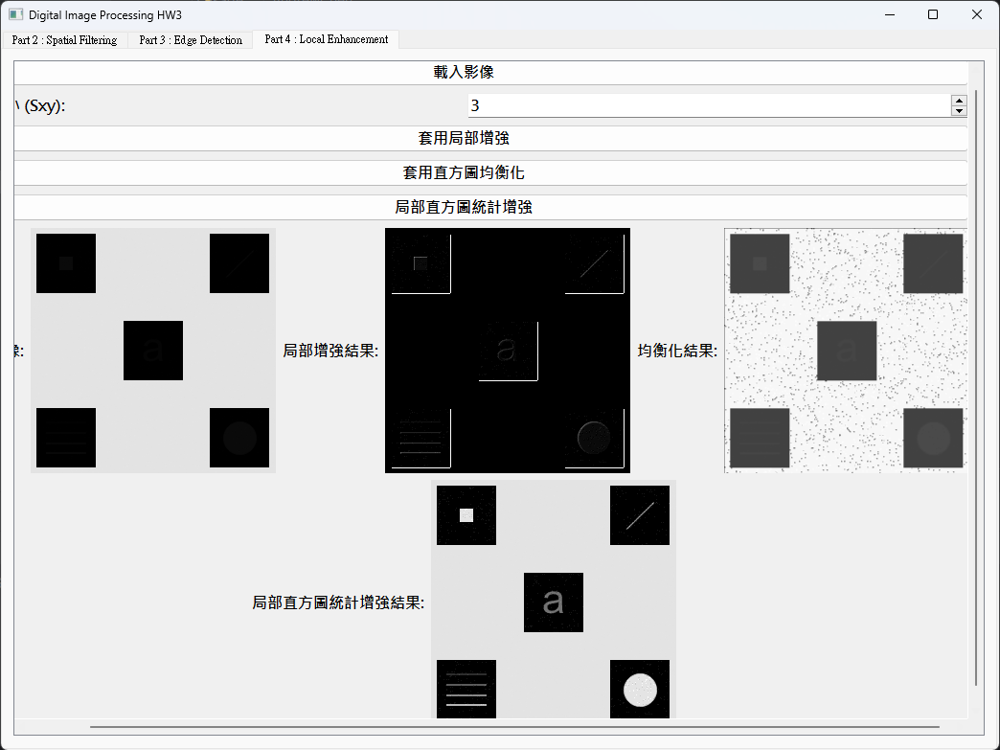 Digital Image Processing HW3
Part 2 : Spatial Filtering Part 3 : Edge Detection Part 4 : Local Enhancement
載入影像
(Sxy): 3
套用局部增強
套用直方圖均衡化
局部直方圖統計增強
a
局部增強結果: a
均衡化結果: a
局部直方圖統計增強結果: a